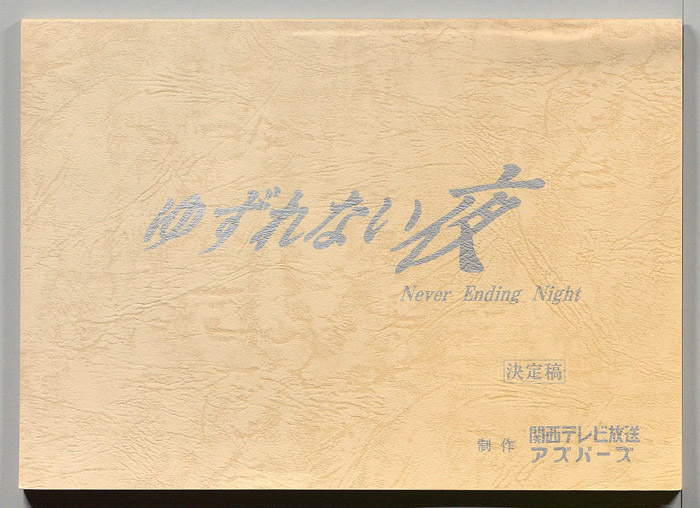 ゆずれない夜
Never Ending Night
決定稿
制作 関西テレビ放送
アズバーズ